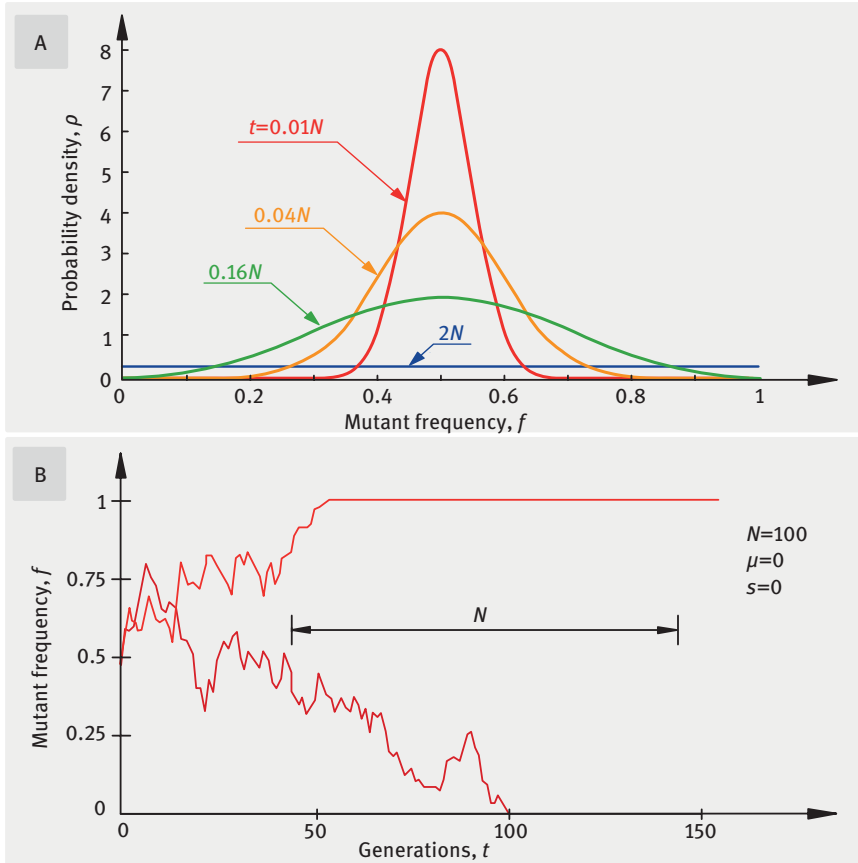 A
Probability density, ρ
8
7
6
5
4
3
2
1
0
t=0.01N
0.04N
0.16N
2N
0 0.2 0.4 0.6 0.8 1
Mutant frequency, f
B
Mutant frequency, f
1
0.75
0.5
0.25
0
N=100
μ=0
s=0
N
0 50 100 150
Generations, t